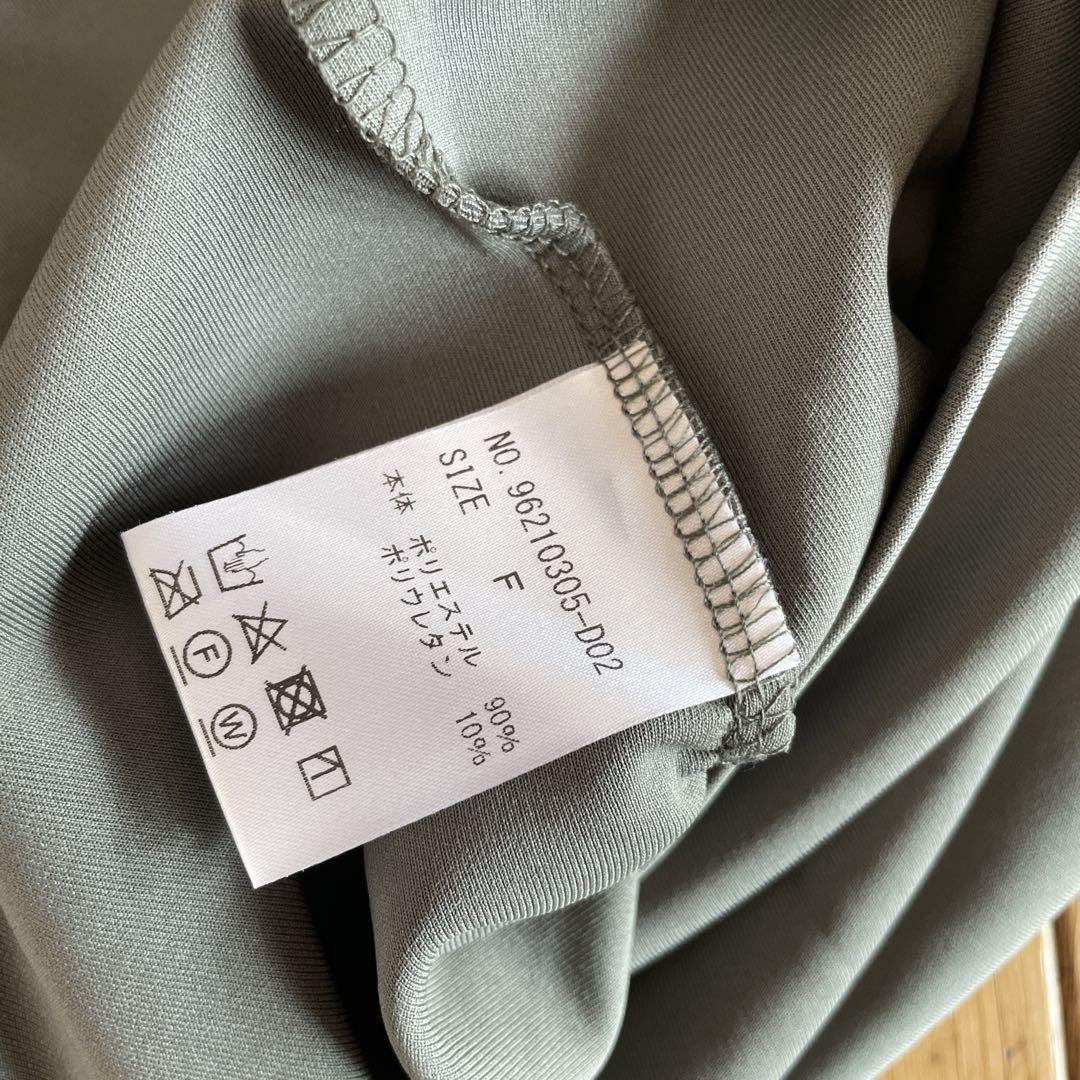 NO. 96210305-D02
SIZE F
本体 ポリエステル 90%
ポリウレタン 10%
F
W